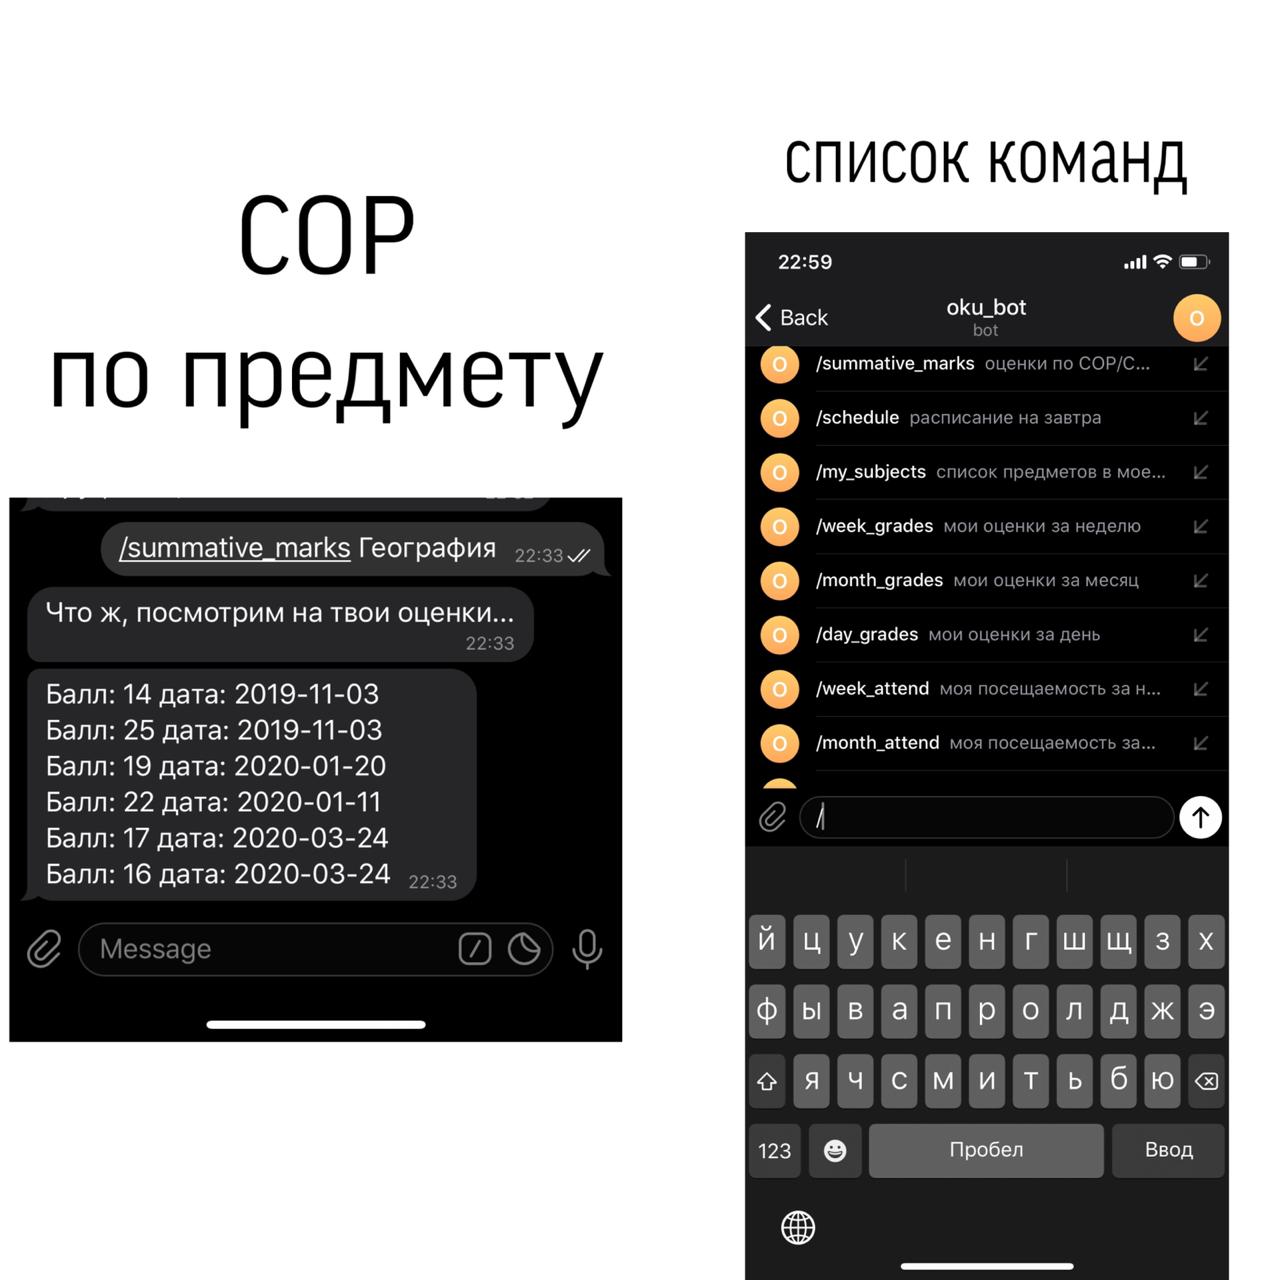 СОР
по предмету
/summative_marks География 22:33
Что ж, посмотрим на твои оценки...
22:33
Балл: 14 дата: 2019-11-03
Балл: 25 дата: 2019-11-03
Балл: 19 дата: 2020-01-20
Балл: 22 дата: 2020-01-11
Балл: 17 дата: 2020-03-24
Балл: 16 дата: 2020-03-24 22:33
Message
список команд
22:59
Back
oku_bot
bot
O
O /summative_marks оценки по СОР/С...
O /schedule расписание на завтра
O /my_subjects список предметов в мое...
O /week_grades мои оценки за неделю
O /month_grades мои оценки за месяц
O /day_grades мои оценки за день
O /week_attend моя посещаемость за н...
O /month_attend моя посещаемость за...
/
й ц у к е н г ш щ з х
ф ы в а п р о л д ж э
я ч с м и т ь б ю
123 Пробел Ввод